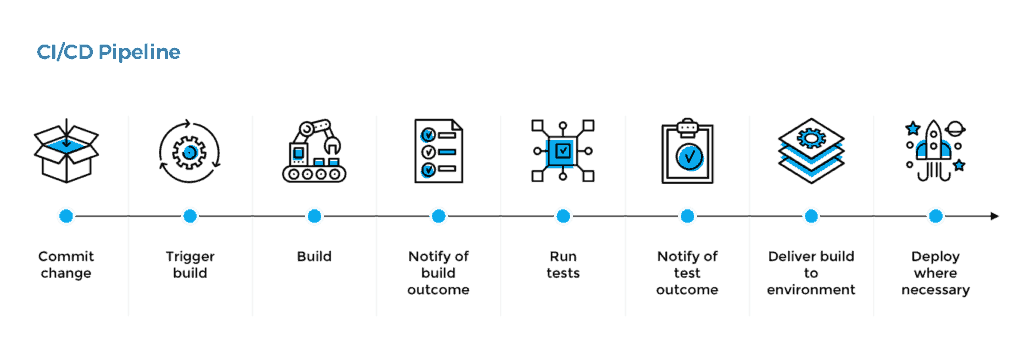 CI/CD Pipeline
Commit
change
Trigger
build
Build
Notify of
build
outcome
Run
tests
Notify of
test
outcome
Deliver build
to
environment
Deploy
where
necessary